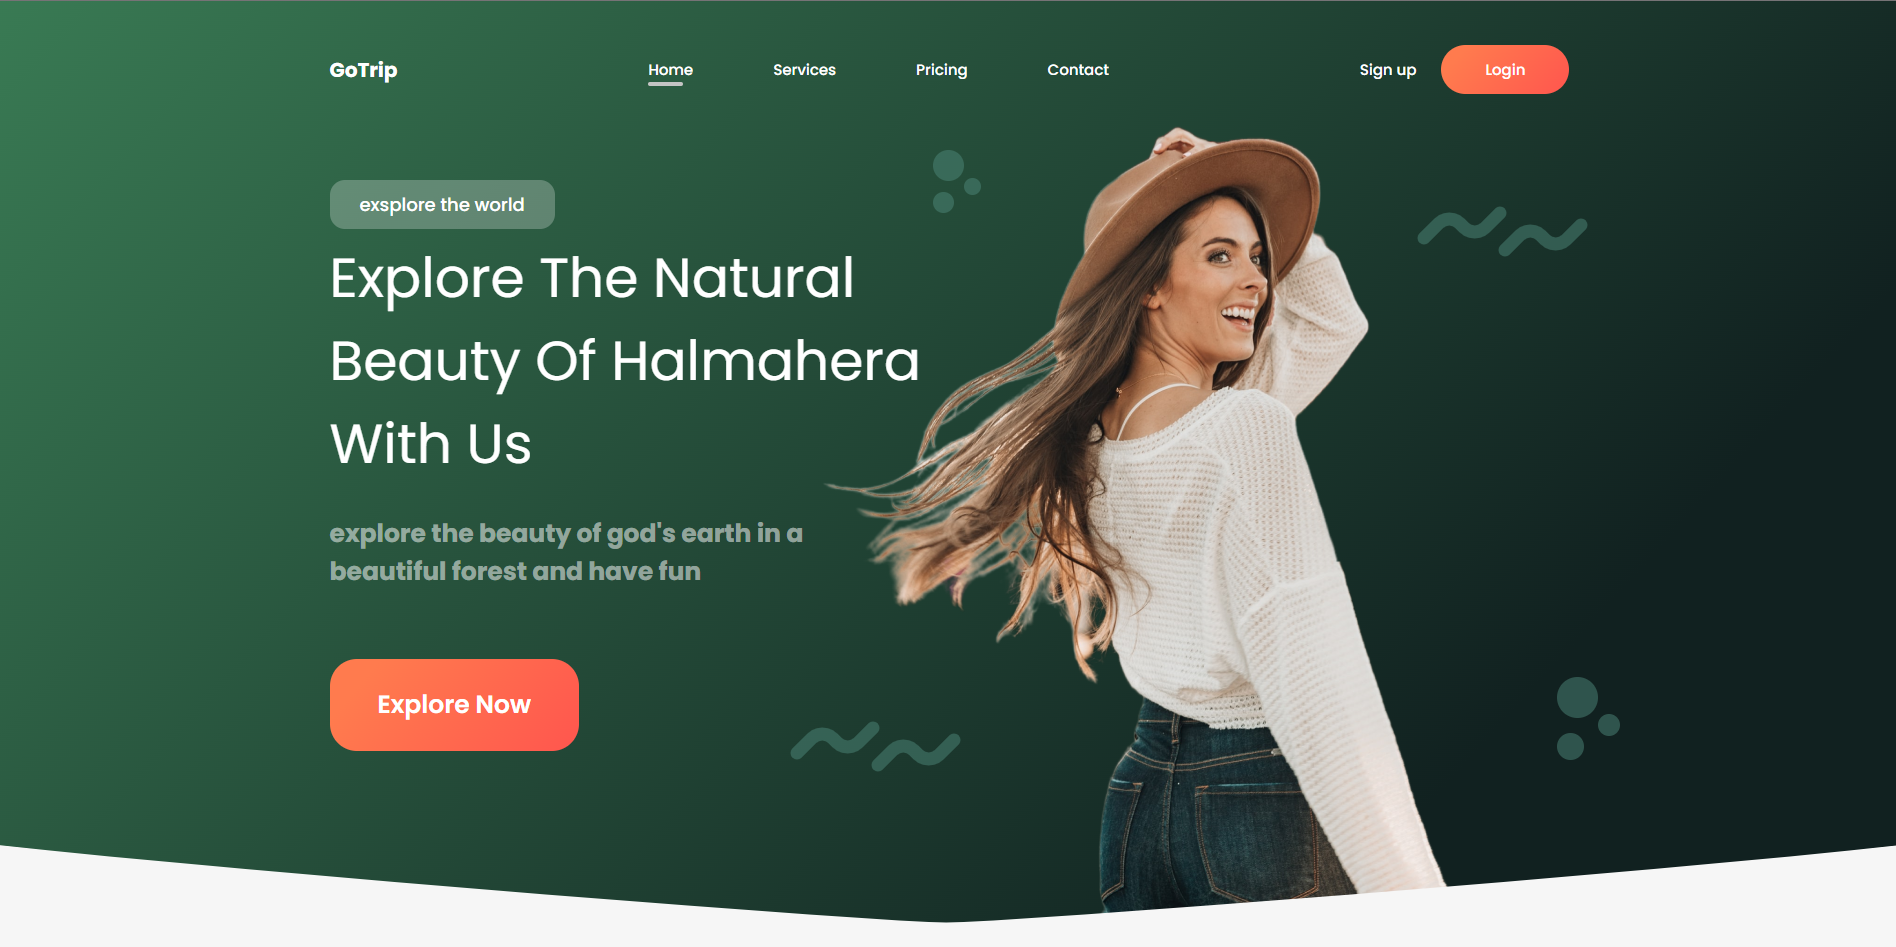 GoTrip
Home
Services
Pricing
Contact
Sign up
Login
exsplore the world
Explore The Natural
Beauty Of Halmahera
With Us
explore the beauty of god's earth in a
beautiful forest and have fun
Explore Now